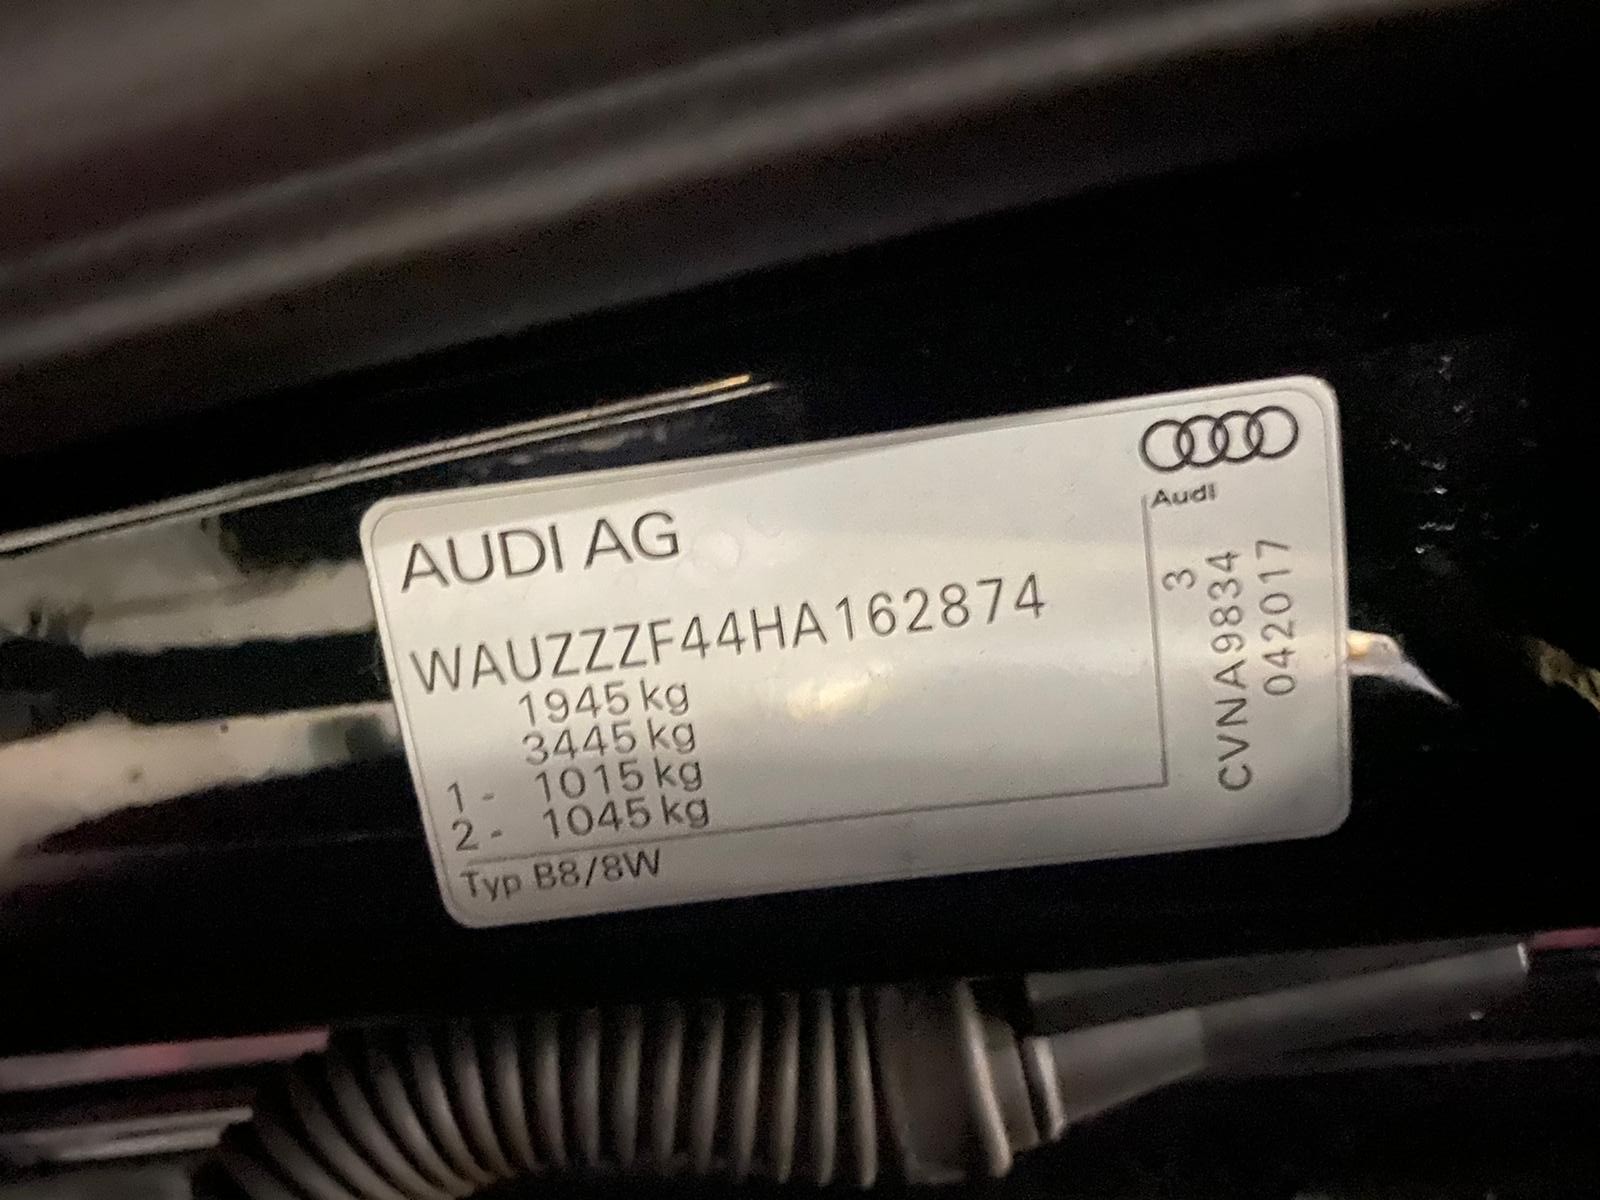 AUDI AG
Audi
WAUZZZF44HA162874
1945 kg
3445 kg
1 - 1015 kg
2 - 1045 kg
Typ B8/8W
3
CVNA9834
042017